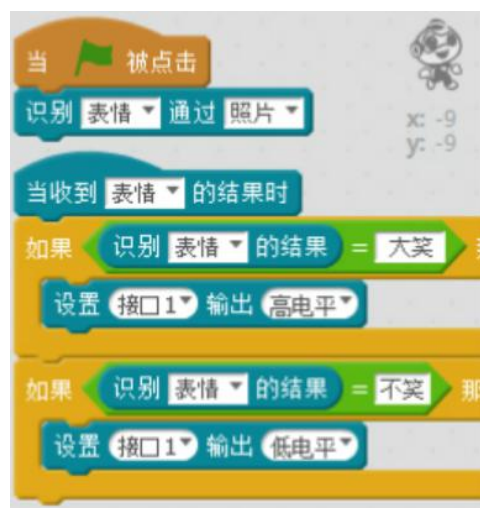 当 被点击
识别 表情 通过 照片
x: -9
y: -9
当收到 表情 的结果时
如果 识别 表情 的结果 = 大笑
设置 接口1 输出 高电平
如果 识别 表情 的结果 = 不笑 那
设置 接口1 输出 低电平